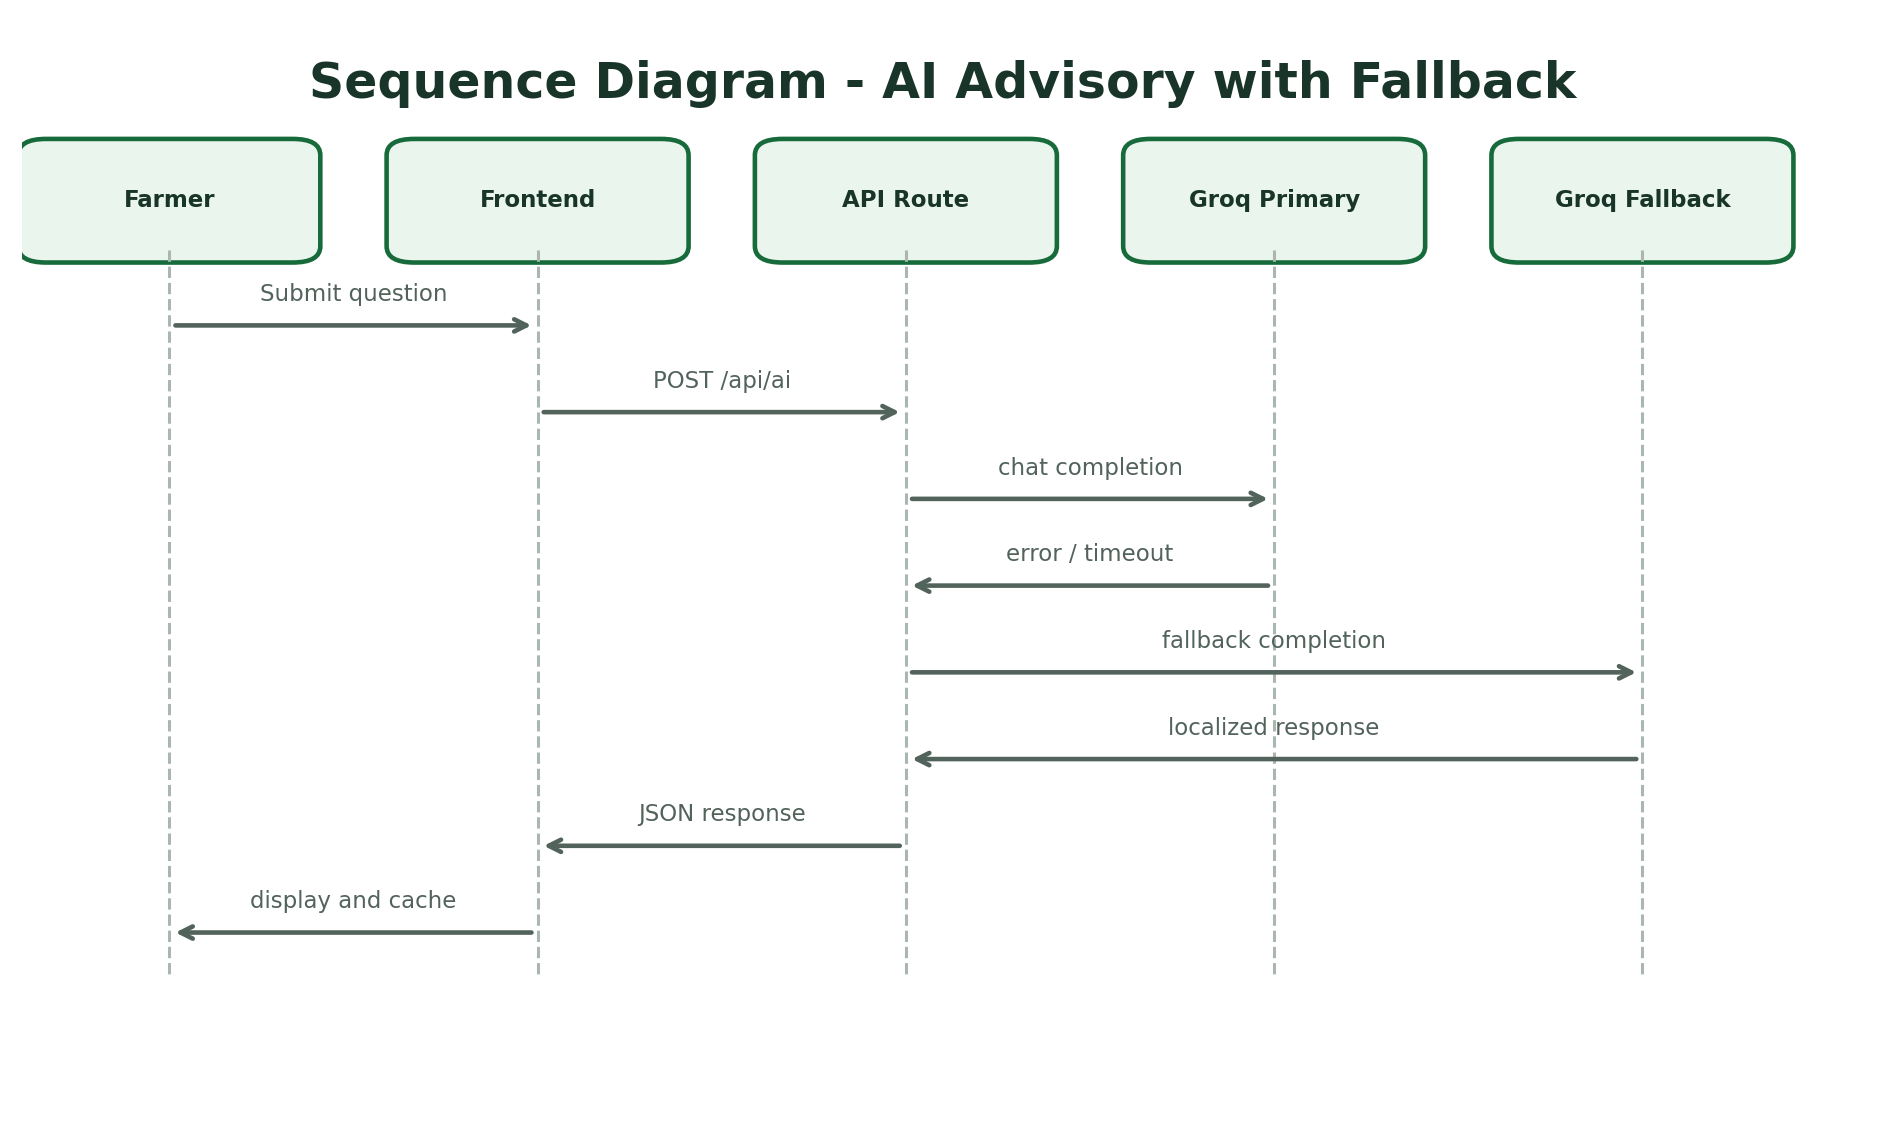 Sequence Diagram - AI Advisory with Fallback
Farmer
Frontend
API Route
Groq Primary
Groq Fallback
Submit question
POST /api/ai
chat completion
error / timeout
fallback completion
localized response
JSON response
display and cache